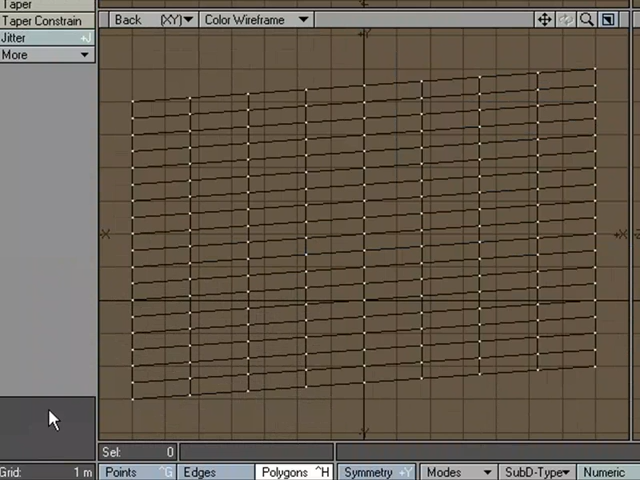 Taper
Taper Constrain
Jitter +J
More
Back (XY) Color Wireframe
+Y
-X +X
Sel: 0
Grid: 1 m
Points ^G Edges Polygons ^H Symmetry +Y Modes SubD-Type Numeric